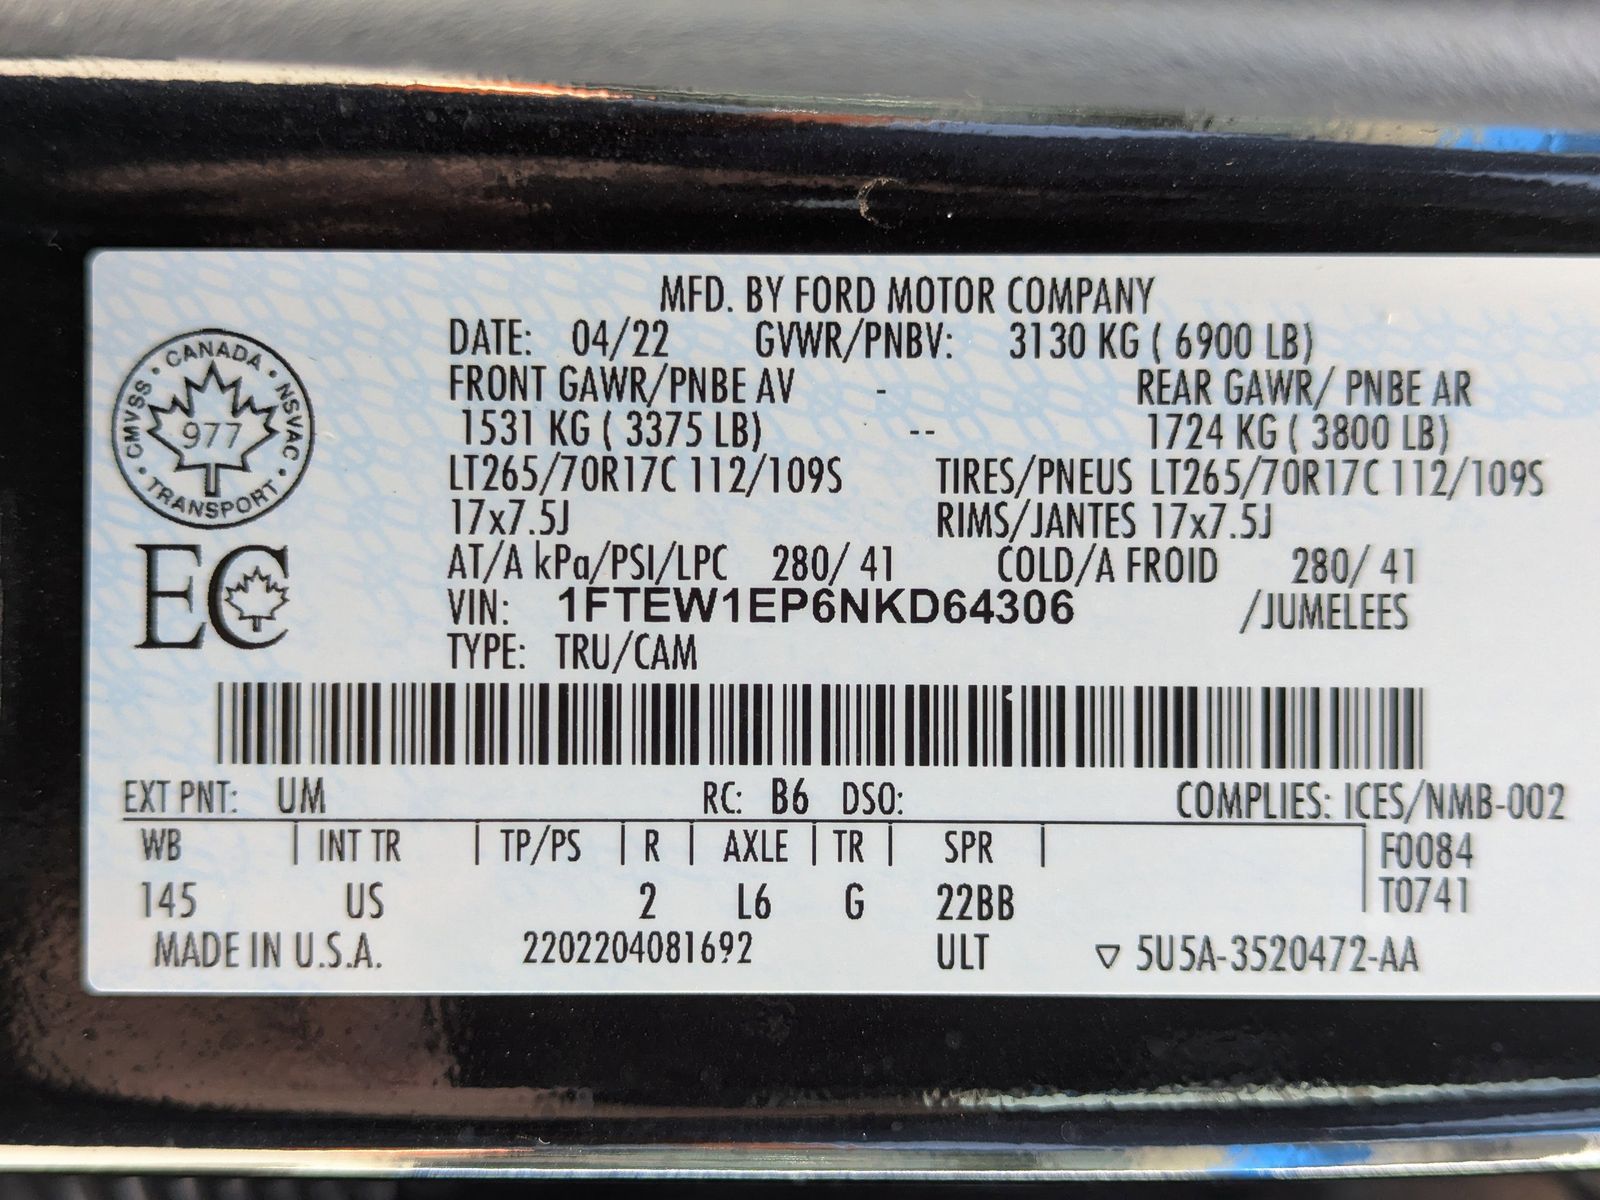 MFD. BY FORD MOTOR COMPANY
DATE: 04/22 GVWR/PNBV: 3130 KG ( 6900 LB)
FRONT GAWR/PNBE AV - REAR GAWR/ PNBE AR
1531 KG ( 3375 LB) -- 1724 KG ( 3800 LB)
LT265/70R17C 112/109S TIRES/PNEUS LT265/70R17C 112/109S
17x7.5J RIMS/JANTES 17x7.5J
AT/A kPa/PSI/LPC 280/ 41 COLD/A FROID 280/ 41
VIN: 1FTEW1EP6NKD64306 /JUMELEES
TYPE: TRU/CAM
CANADA · NSVAC · TRANSPORT · CMVSS ·
977
EC
EXT PNT: UM RC: B6 DSO: COMPLIES: ICES/NMB-002
WB | INT TR | TP/PS | R | AXLE | TR | SPR | F0084
145 US 2 L6 G 22BB T0741
MADE IN U.S.A. 2202204081692 ULT ▽ 5U5A-3520472-AA